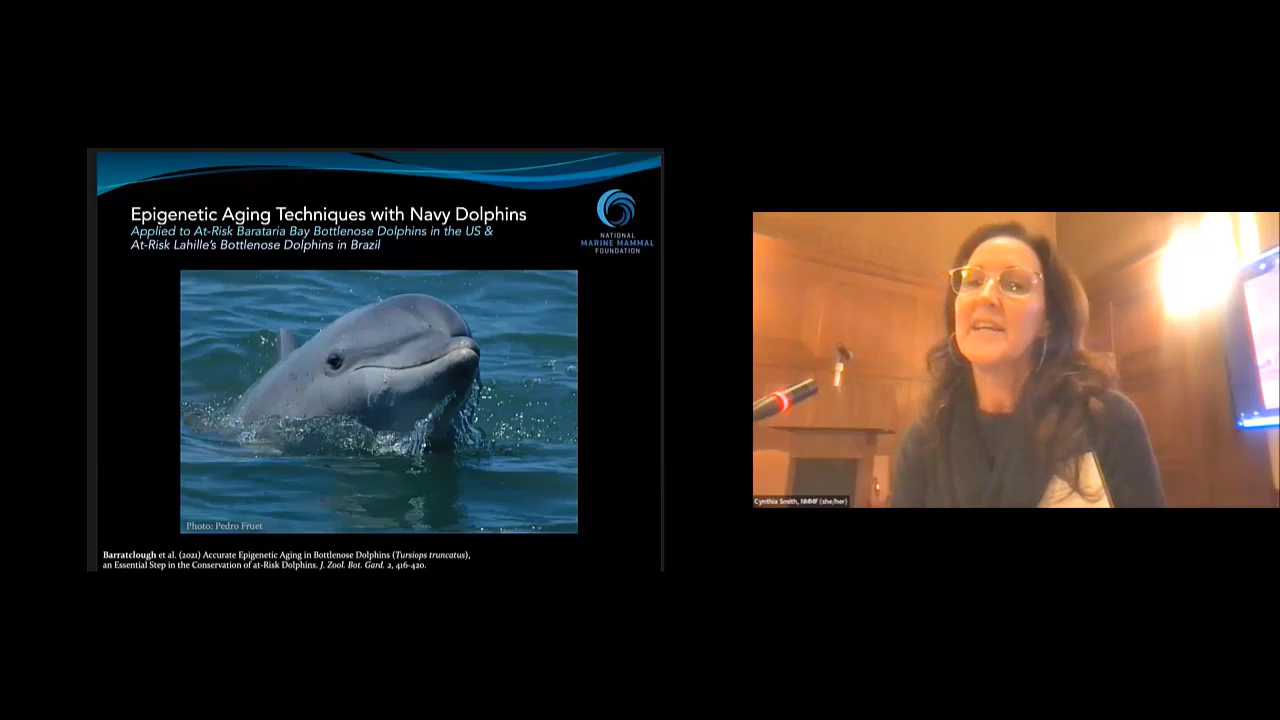 Epigenetic Aging Techniques with Navy Dolphins
Applied to At-Risk Barataria Bay Bottlenose Dolphins in the US &
At-Risk Lahille's Bottlenose Dolphins in Brazil
NATIONAL
MARINE MAMMAL
FOUNDATION
Photo: Pedro Fruet
Barratclough et al. (2021) Accurate Epigenetic Aging in Bottlenose Dolphins (Tursiops truncatus),
an Essential Step in the Conservation of at-Risk Dolphins. J. Zool. Bot. Gard. 2, 416-420.
Cynthia Smith, NMMF (she/her)